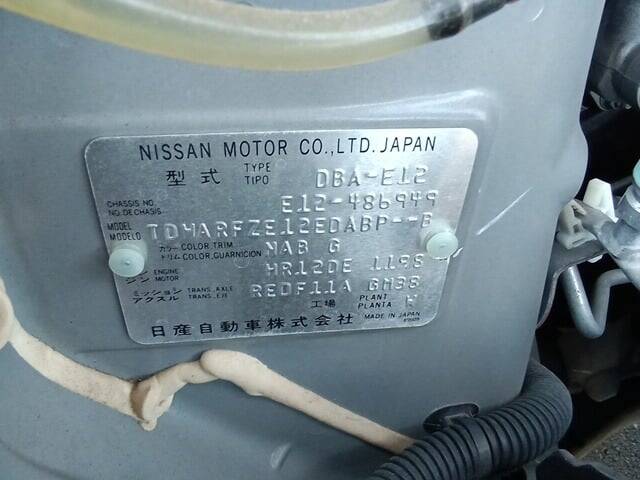 NISSAN MOTOR CO.,LTD. JAPAN
型式 TYPE TIPO DBA-E12
CHASSIS NO. NO.DE CHASIS E12-486949
MODEL MODELO TDMARFZE12EDABP--B
カラー COLOR TRIM
トリム COLOR, GUARNICION G
ENGINE MOTOR HR12DE 1198
ミッション TRANS., AXLE
アクスル TRANS., EJE REDF11A GM38
工場 PLANT PLANTA
日産自動車株式会社 MADE IN JAPAN